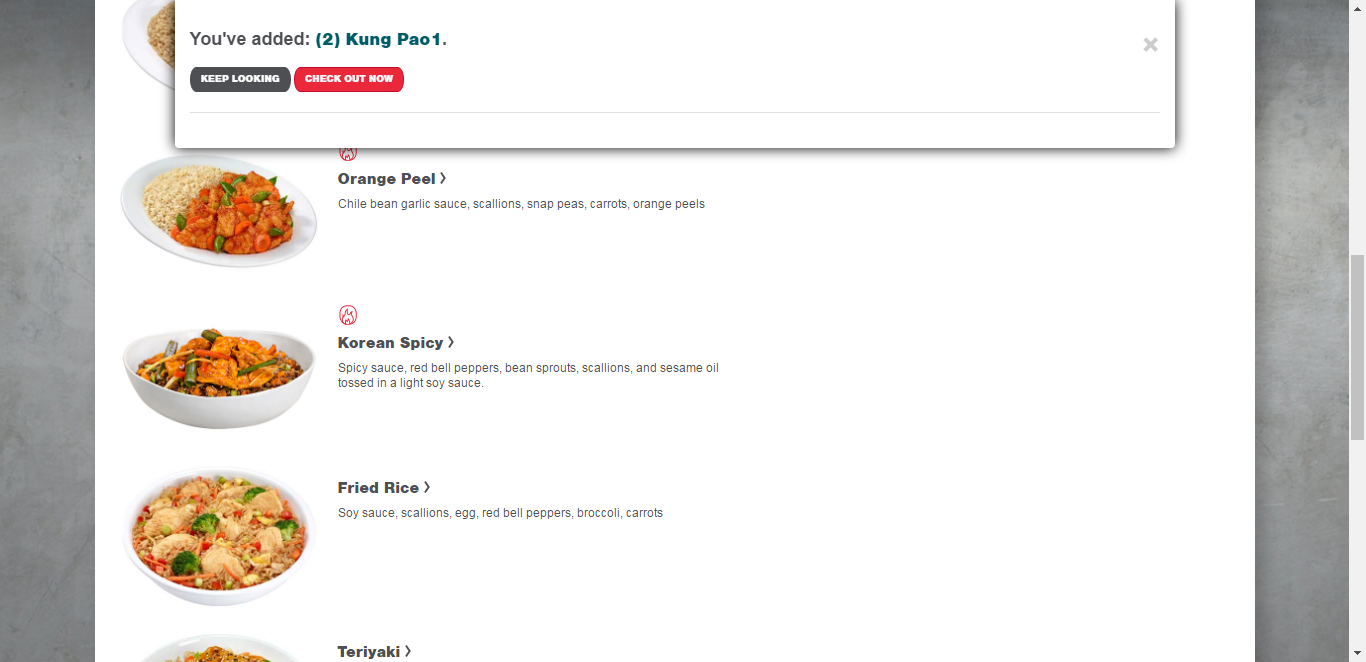 You've added: (2) Kung Pao1.
KEEP LOOKING
CHECK OUT NOW
Orange Peel
Chile bean garlic sauce, scallions, snap peas, carrots, orange peels
Korean Spicy
Spicy sauce, red bell peppers, bean sprouts, scallions, and sesame oil
tossed in a light soy sauce.
Fried Rice
Soy sauce, scallions, egg, red bell peppers, broccoli, carrots
Teriyaki